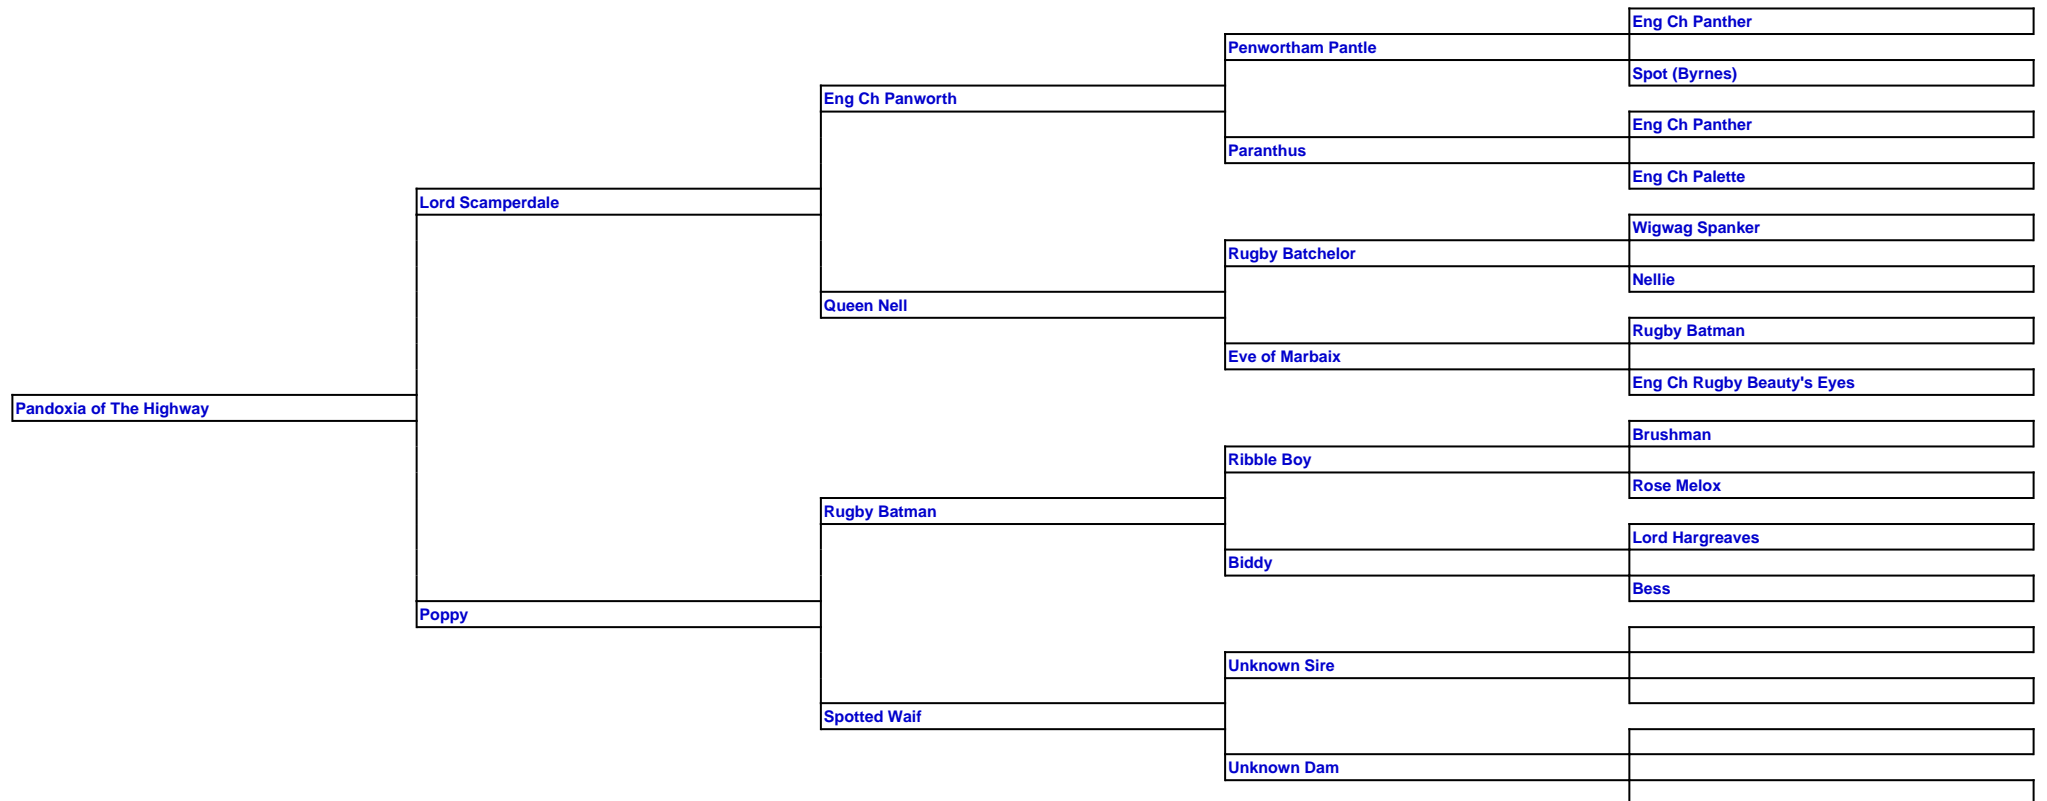 Eng Ch Panther
Penwortham Pantle
Spot (Byrnes)
Eng Ch Panworth
Eng Ch Panther
Paranthus
Eng Ch Palette
Lord Scamperdale
Wigwag Spanker
Rugby Batchelor
Nellie
Queen Nell
Rugby Batman
Eve of Marbaix
Eng Ch Rugby Beauty's Eyes
Pandoxia of The Highway
Brushman
Ribble Boy
Rose Melox
Rugby Batman
Lord Hargreaves
Biddy
Bess
Poppy
Unknown Sire
Spotted Waif
Unknown Dam